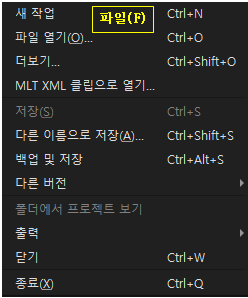 파일(F)
새 작업 Ctrl+N
파일 열기(O)... Ctrl+O
더보기... Ctrl+Shift+O
MLT XML 클립으로 열기...
저장(S) Ctrl+S
다른 이름으로 저장(A)... Ctrl+Shift+S
백업 및 저장 Ctrl+Alt+S
다른 버전
폴더에서 프로젝트 보기
출력
닫기 Ctrl+W
종료(X) Ctrl+Q